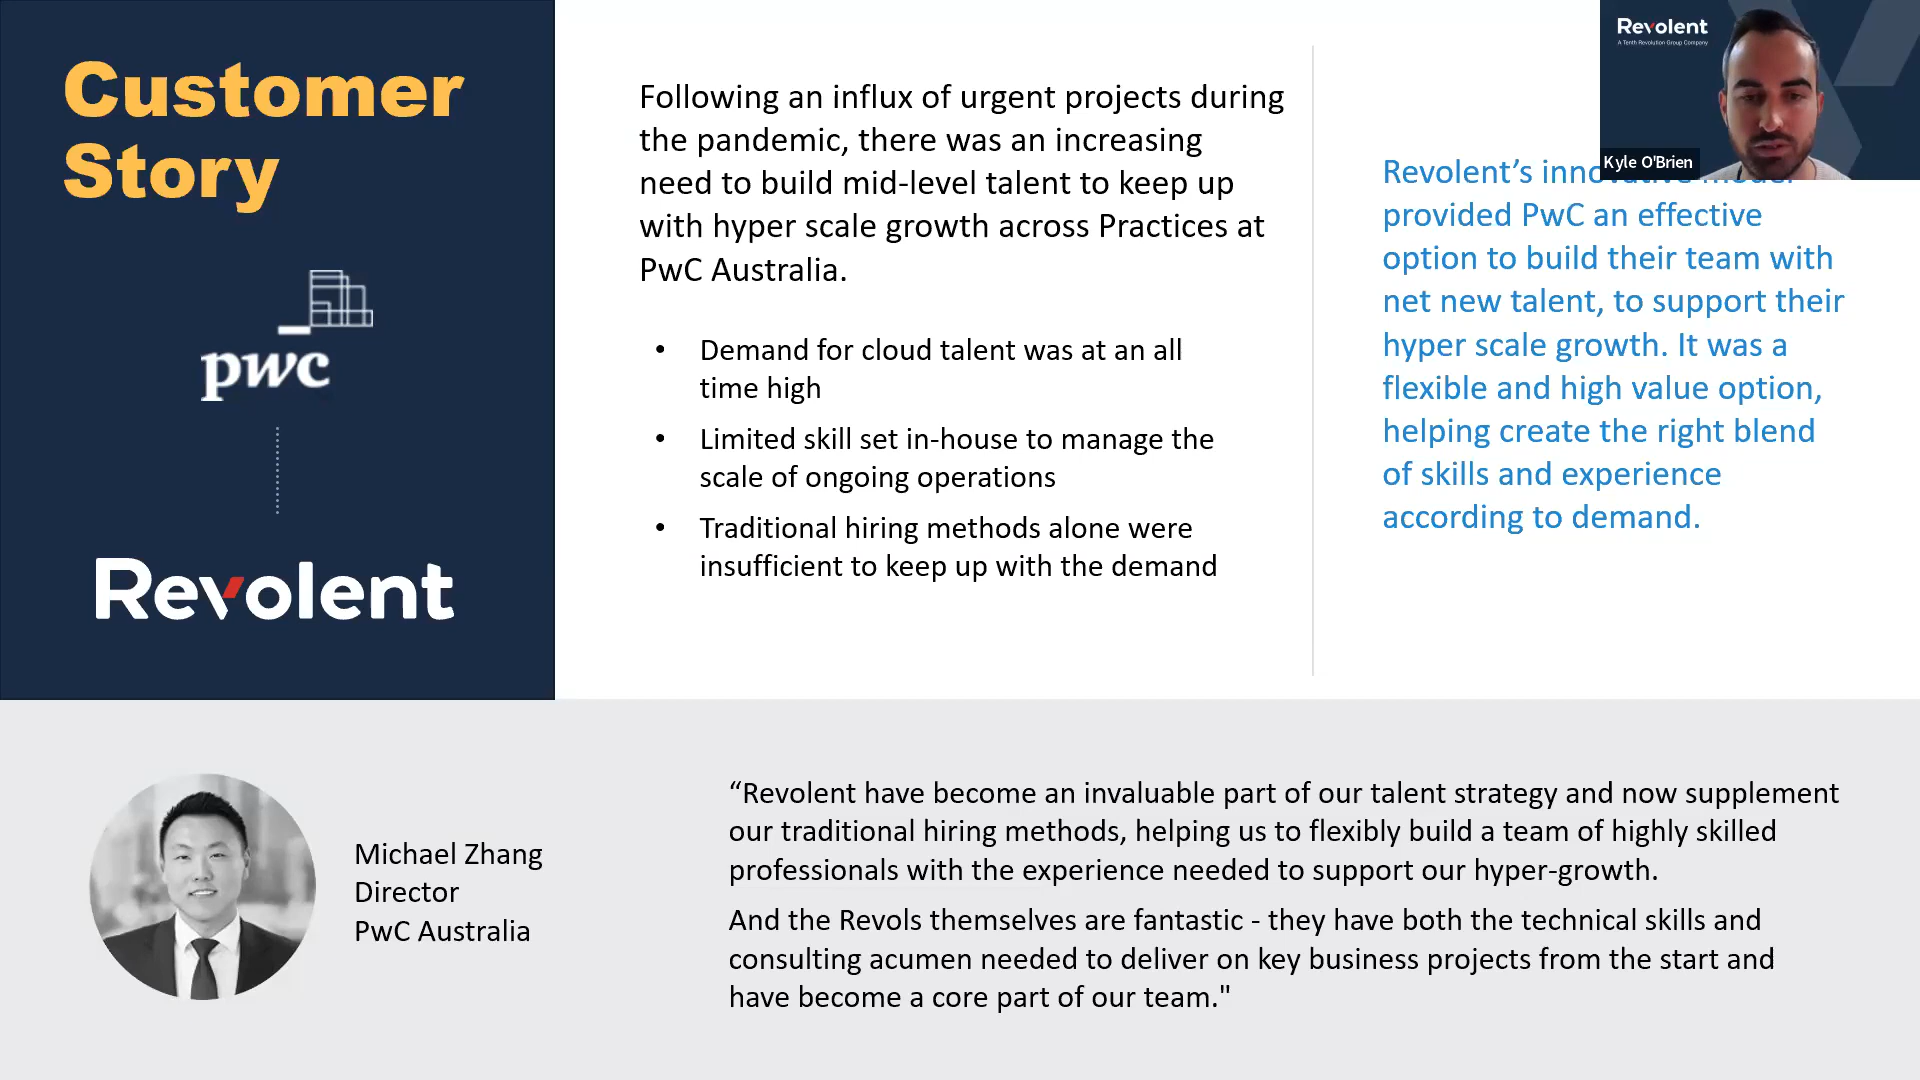 Customer
Story
pwc
Revolent
Following an influx of urgent projects during
the pandemic, there was an increasing
need to build mid-level talent to keep up
with hyper scale growth across Practices at
PwC Australia.
• Demand for cloud talent was at an all
time high
• Limited skill set in-house to manage the
scale of ongoing operations
• Traditional hiring methods alone were
insufficient to keep up with the demand
Revolent
A Tenth Revolution Group Company
Kyle O'Brien
Revolent’s innovative model
provided PwC an effective
option to build their team with
net new talent, to support their
hyper scale growth. It was a
flexible and high value option,
helping create the right blend
of skills and experience
according to demand.
Michael Zhang
Director
PwC Australia
“Revolent have become an invaluable part of our talent strategy and now supplement
our traditional hiring methods, helping us to flexibly build a team of highly skilled
professionals with the experience needed to support our hyper-growth.
And the Revols themselves are fantastic - they have both the technical skills and
consulting acumen needed to deliver on key business projects from the start and
have become a core part of our team."